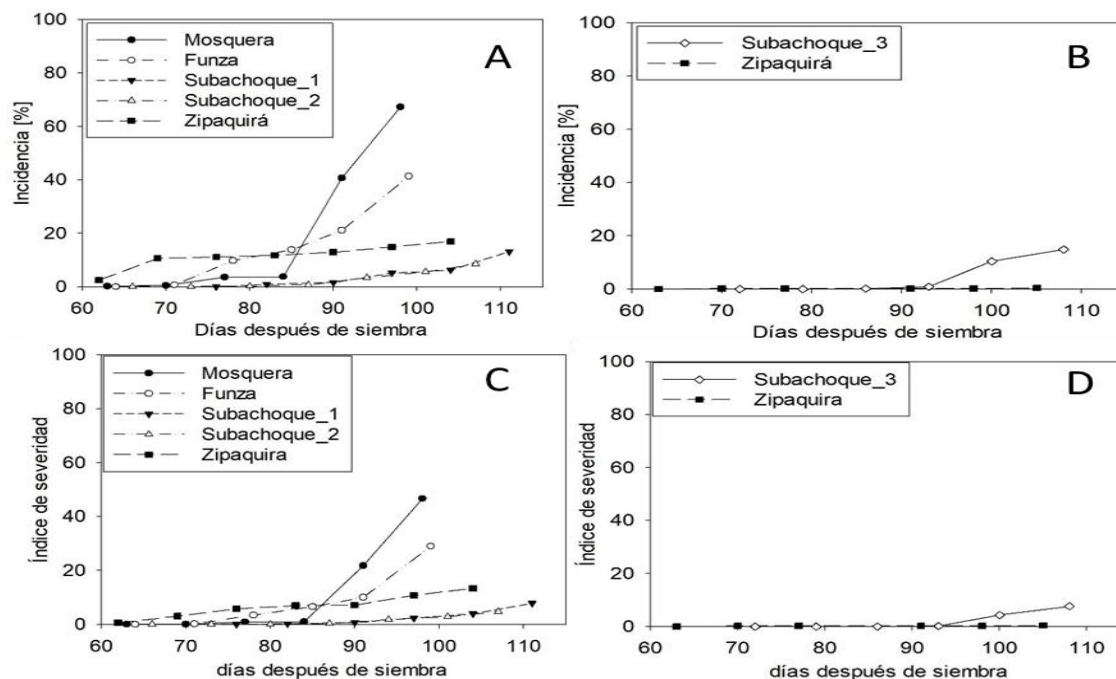 A
Mosquera
Funza
Subachoque_1
Subachoque_2
Zipaquirá
Incidencia [%]
100
80
60
40
20
0
60 70 80 90 100 110
Días después de siembra
B
Subachoque_3
Zipaquirá
Incidencia [%]
100
80
60
40
20
0
60 70 80 90 100 110
Días después de siembra
C
Mosquera
Funza
Subachoque_1
Subachoque_2
Zipaquira
Índice de severidad
100
80
60
40
20
0
60 70 80 90 100 110
días después de siembra
D
Subachoque_3
Zipaquira
Índice de severidad
100
80
60
40
20
0
60 70 80 90 100 110
días después de siembra